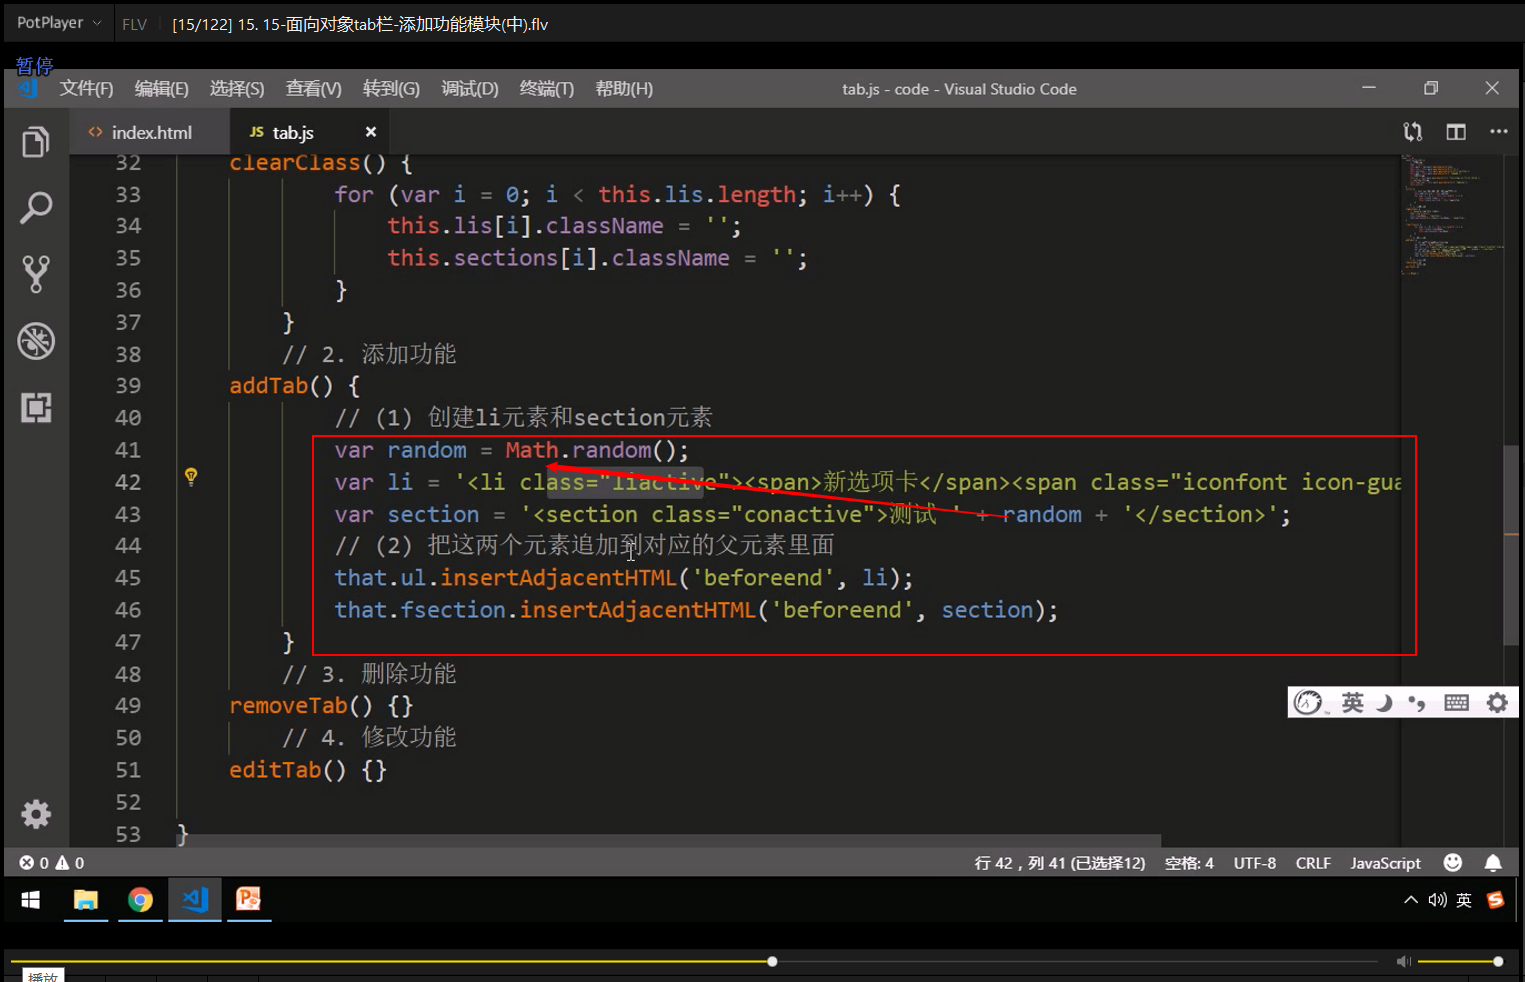 PotPlayer FLV [15/122] 15. 15-面向对象tab栏-添加功能模块(中).flv
暂停
文件(F) 编辑(E) 选择(S) 查看(V) 转到(G) 调试(D) 终端(T) 帮助(H) tab.js - code - Visual Studio Code
<> index.html JS tab.js
32 clearClass() {
33 for (var i = 0; i < this.lis.length; i++) {
34 this.lis[i].className = '';
35 this.sections[i].className = '';
36 }
37 }
38 // 2. 添加功能
39 addTab() {
40 // (1) 创建li元素和section元素
41 var random = Math.random();
42 var li = '<li class="liactive"><span>新选项卡</span><span class="iconfont icon-gua
43 var section = '<section class="conactive">测试 ' + random + '</section>';
44 // (2) 把这两个元素追加到对应的父元素里面
45 that.ul.insertAdjacentHTML('beforeend', li);
46 that.fsection.insertAdjacentHTML('beforeend', section);
47 }
48 // 3. 删除功能
49 removeTab() {}
50 // 4. 修改功能
51 editTab() {}
52
53 }
英
0 0 行 42，列 41 (已选择12) 空格: 4 UTF-8 CRLF JavaScript
英
播放